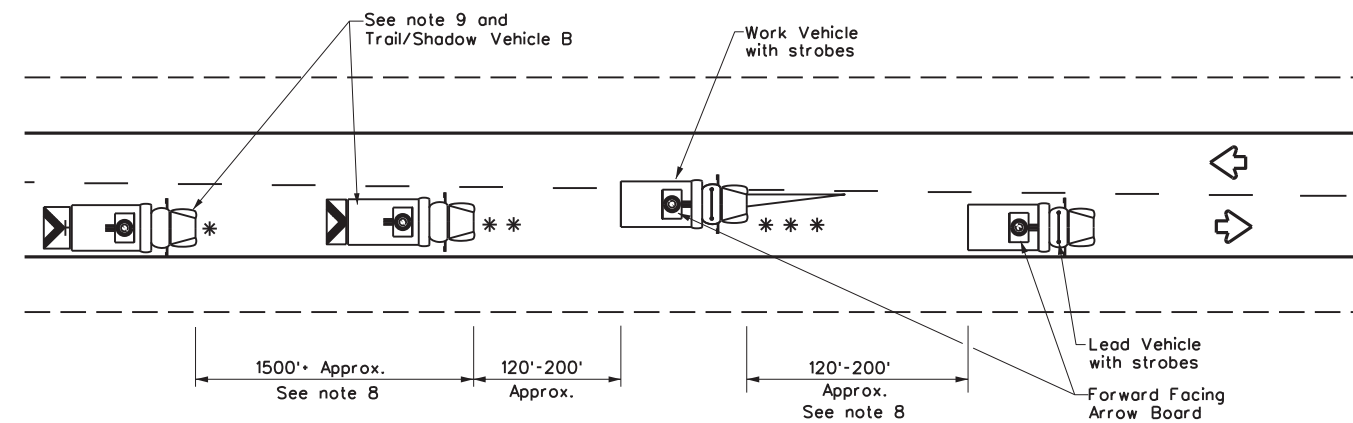 See note 9 and
Trail/Shadow Vehicle B
Work Vehicle
with strobes
*
* *
* * *
1500'+ Approx.
See note 8
120'-200'
Approx.
120'-200'
Approx.
See note 8
Lead Vehicle
with strobes
Forward Facing
Arrow Board